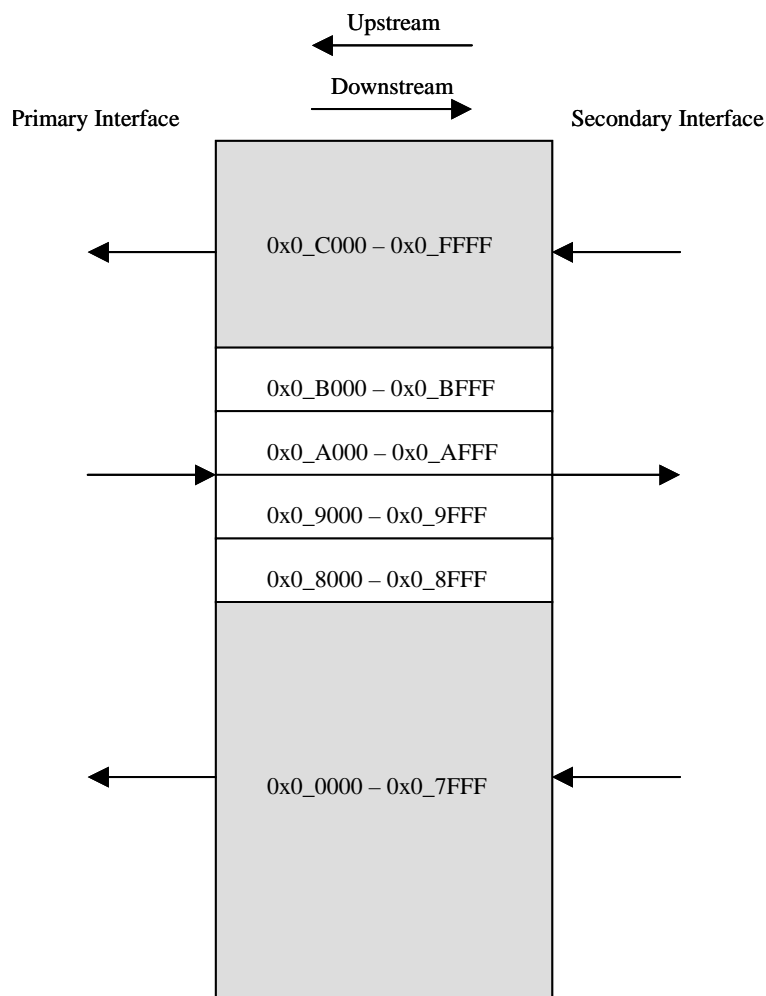 Upstream
Downstream
Primary Interface
Secondary Interface
0x0_C000 – 0x0_FFFF
0x0_B000 – 0x0_BFFF
0x0_A000 – 0x0_AFFF
0x0_9000 – 0x0_9FFF
0x0_8000 – 0x0_8FFF
0x0_0000 – 0x0_7FFF